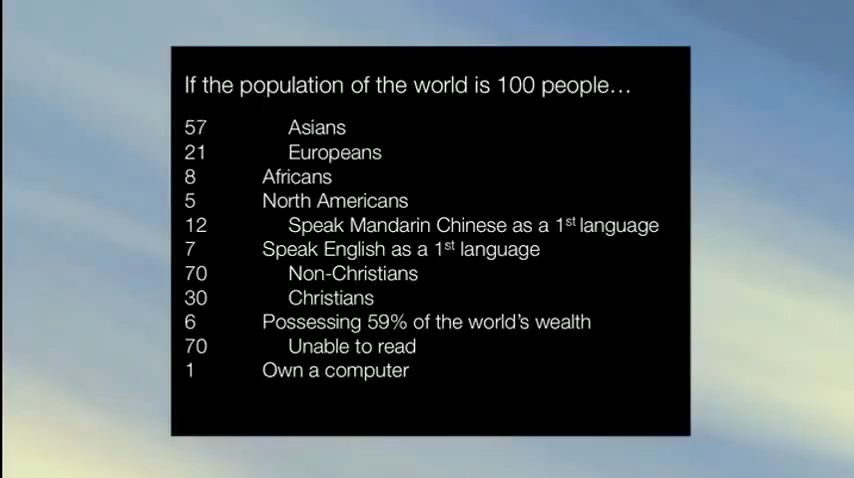 If the population of the world is 100 people…
57 Asians
21 Europeans
8 Africans
5 North Americans
12 Speak Mandarin Chinese as a 1st language
7 Speak English as a 1st language
70 Non-Christians
30 Christians
6 Possessing 59% of the world's wealth
70 Unable to read
1 Own a computer